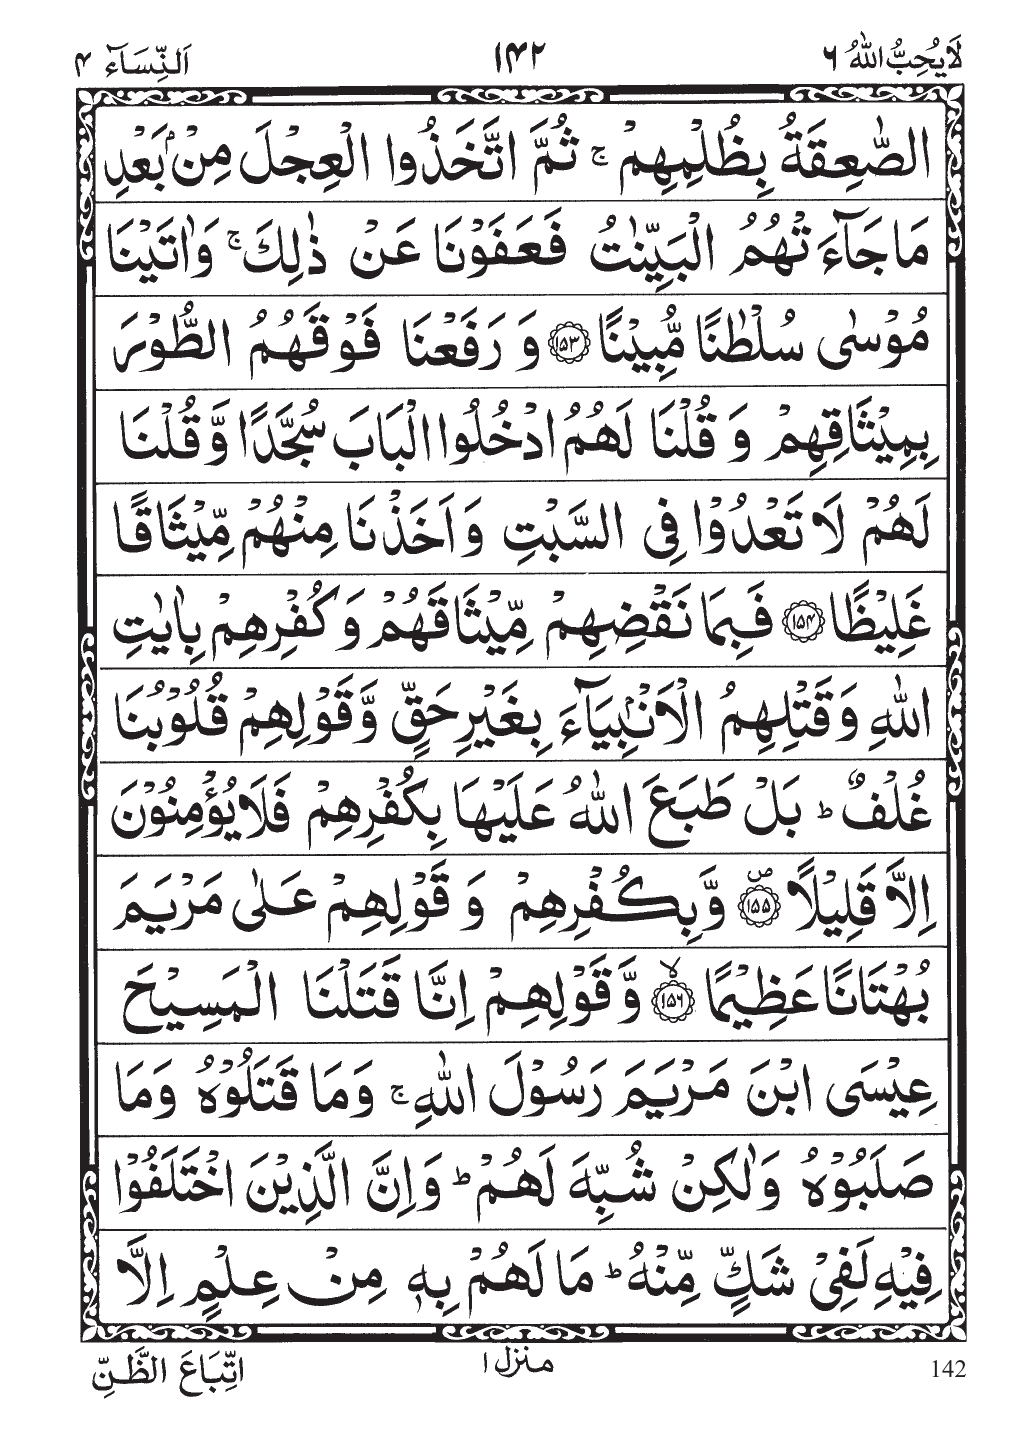 لَا يُحِبُّ اللّٰهُ ٦
١٤٢
اَلنِّسَآء ٤
الصّٰعِقَةُ بِظُلْمِهِمْ ۚ ثُمَّ اتَّخَذُوا الْعِجْلَ مِنْۢ بَعْدِ
مَا جَآءَتْهُمُ الْبَيِّنٰتُ فَعَفَوْنَا عَنْ ذٰلِكَ ۚ وَاٰتَيْنَا
مُوْسٰى سُلْطٰنًا مُّبِيْنًا ﴿١٥٣﴾ وَ رَفَعْنَا فَوْقَهُمُ الطُّوْرَ
بِمِيْثَاقِهِمْ وَ قُلْنَا لَهُمُ ادْخُلُوا الْبَابَ سُجَّدًا وَّ قُلْنَا
لَهُمْ لَا تَعْدُوْا فِى السَّبْتِ وَاَخَذْنَا مِنْهُمْ مِّيْثَاقًا
غَلِيْظًا ﴿١٥٤﴾ فَبِمَا نَقْضِهِمْ مِّيْثَاقَهُمْ وَ كُفْرِهِمْ بِاٰيٰتِ
اللّٰهِ وَ قَتْلِهِمُ الْاَنْۢبِيَآءَ بِغَيْرِ حَقٍّ وَّ قَوْلِهِمْ قُلُوْبُنَا
غُلْفٌ ؕ بَلْ طَبَعَ اللّٰهُ عَلَيْهَا بِكُفْرِهِمْ فَلَا يُؤْمِنُوْنَ
اِلَّا قَلِيْلًا ﴿١٥٥﴾ۖ وَّ بِكُفْرِهِمْ وَ قَوْلِهِمْ عَلٰى مَرْيَمَ
بُهْتَانًا عَظِيْمًا ﴿١٥٦﴾ۙ وَّ قَوْلِهِمْ اِنَّا قَتَلْنَا الْمَسِيْحَ
عِيْسَى ابْنَ مَرْيَمَ رَسُوْلَ اللّٰهِ ۚ وَمَا قَتَلُوْهُ وَمَا
صَلَبُوْهُ وَلٰكِنْ شُبِّهَ لَهُمْ ؕ وَاِنَّ الَّذِيْنَ اخْتَلَفُوْا
فِيْهِ لَفِىْ شَكٍّ مِّنْهُ ؕ مَا لَهُمْ بِهٖ مِنْ عِلْمٍ اِلَّا
اتِّبَاعَ الظَّنِّ
منزل ١
142